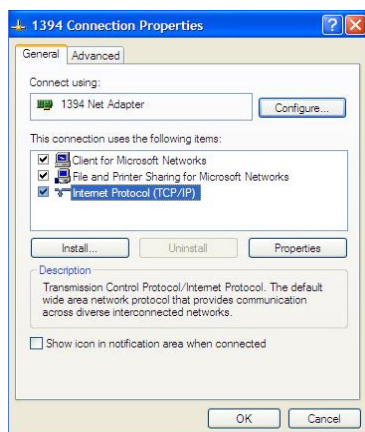 1394 Connection Properties
General Advanced
Connect using:
1394 Net Adapter
Configure...
This connection uses the following items:
Client for Microsoft Networks
File and Printer Sharing for Microsoft Networks
Internet Protocol (TCP/IP)
Install... Uninstall Properties
Description
Transmission Control Protocol/Internet Protocol. The default
wide area network protocol that provides communication
across diverse interconnected networks.
Show icon in notification area when connected
OK Cancel